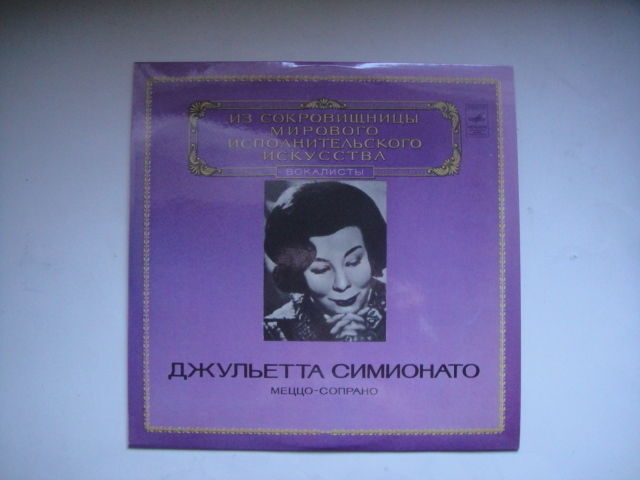 ИЗ СОКРОВИЩНИЦЫ
МИРОВОГО
ИСПОЛНИТЕЛЬСКОГО
ИСКУССТВА
ВОКАЛИСТЫ
ДЖУЛЬЕТТА СИМИОНАТО
МЕЦЦО-СОПРАНО